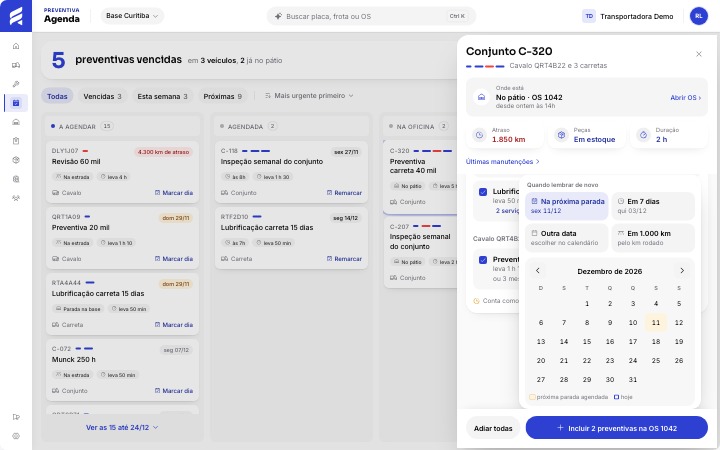 PREVENTIVA
Agenda
Base Curitiba
Buscar placa, frota ou OS
Ctrl K
TD
Transportadora Demo
RL
5 preventivas vencidas em 3 veículos, 2 já no pátio
Todas
Vencidas 3
Esta semana 3
Próximas 9
Mais urgente primeiro
A AGENDAR 15
DLY1J07
4.300 km de atraso
Revisão 60 mil
Na estrada
leva 4 h
Cavalo
Marcar dia
QRT1A09
dom 29/11
Preventiva 20 mil
Na estrada
leva 1 h 10
Cavalo
Marcar dia
RTA4A44
dom 29/11
Lubrificação carreta 15 dias
Parada na base
leva 50 min
Carreta
Marcar dia
C-072
seg 07/12
Munck 250 h
Na estrada
leva 50 min
Conjunto
Marcar dia
Ver as 15 até 24/12
AGENDADA 2
C-118
sex 27/11
Inspeção semanal do conjunto
às 8h
leva 1 h 30
Conjunto
Remarcar
RTF2D10
seg 14/12
Lubrificação carreta 15 dias
às 7h
leva 50 min
Carreta
Remarcar
NA OFICINA 2
C-320
Preventiva
carreta 40 mil
No pátio
Conjunto
C-207
Inspeção semanal
do conjunto
No pátio
Conjunto
Conjunto C-320
Cavalo QRT4B22 e 3 carretas
Onde está
No pátio · OS 1042
desde ontem às 14h
Abrir OS
Atraso
1.850 km
Peças
Em estoque
Duração
2 h
Últimas manutenções
Quando lembrar de novo
Na próxima parada
sex 11/12
Em 7 dias
qui 03/12
Outra data
escolher no calendário
Em 1.000 km
pelo km rodado
Dezembro de 2026
D S T Q Q S S
1 2 3 4 5
6 7 8 9 10 11 12
13 14 15 16 17 18 19
20 21 22 23 24 25 26
27 28 29 30 31
próxima parada agendada
hoje
Conta como
Adiar todas
Incluir 2 preventivas na OS 1042